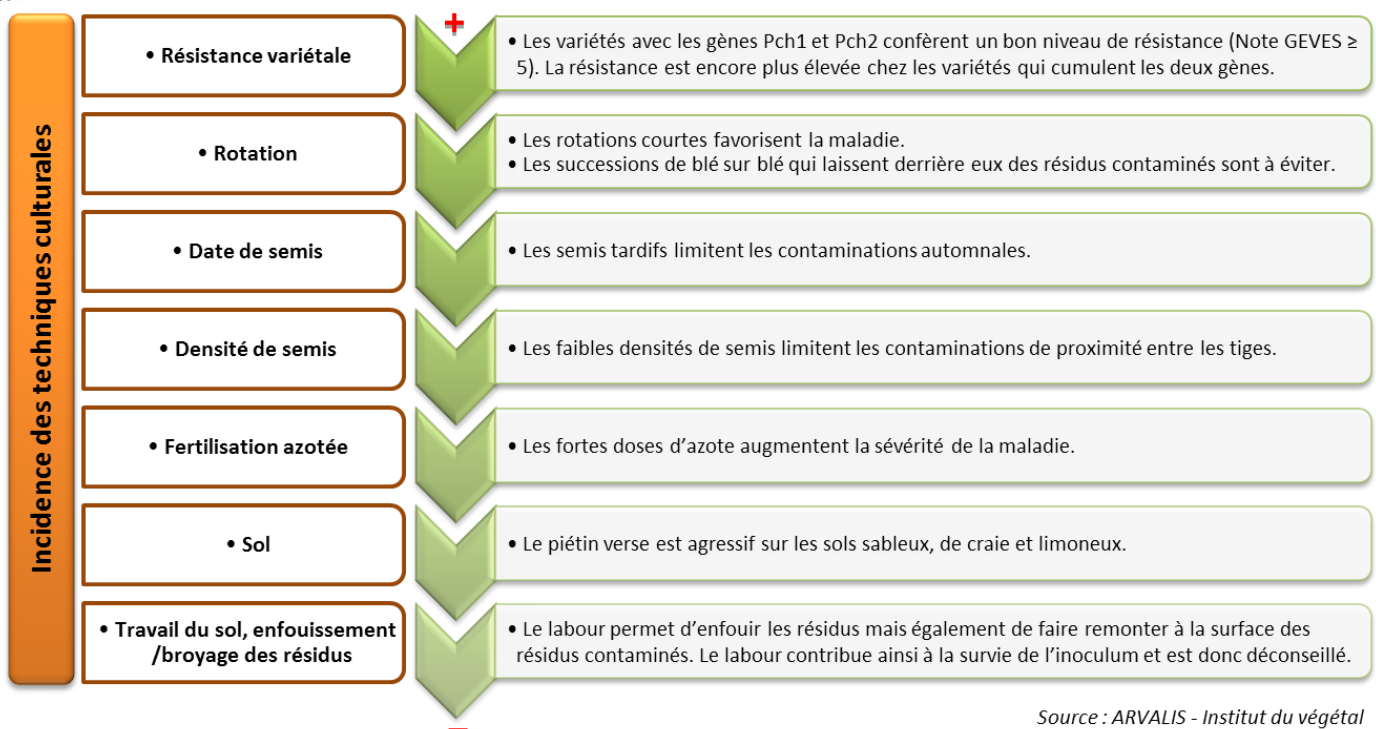 Incidence des techniques culturales
+
• Résistance variétale
• Les variétés avec les gènes Pch1 et Pch2 confèrent un bon niveau de résistance (Note GEVES ≥
5). La résistance est encore plus élevée chez les variétés qui cumulent les deux gènes.
• Rotation
• Les rotations courtes favorisent la maladie.
• Les successions de blé sur blé qui laissent derrière eux des résidus contaminés sont à éviter.
• Date de semis
• Les semis tardifs limitent les contaminations automnales.
• Densité de semis
• Les faibles densités de semis limitent les contaminations de proximité entre les tiges.
• Fertilisation azotée
• Les fortes doses d’azote augmentent la sévérité de la maladie.
• Sol
• Le piétin verse est agressif sur les sols sableux, de craie et limoneux.
• Travail du sol, enfouissement
/broyage des résidus
• Le labour permet d’enfouir les résidus mais également de faire remonter à la surface des
résidus contaminés. Le labour contribue ainsi à la survie de l’inoculum et est donc déconseillé.
Source : ARVALIS - Institut du végétal